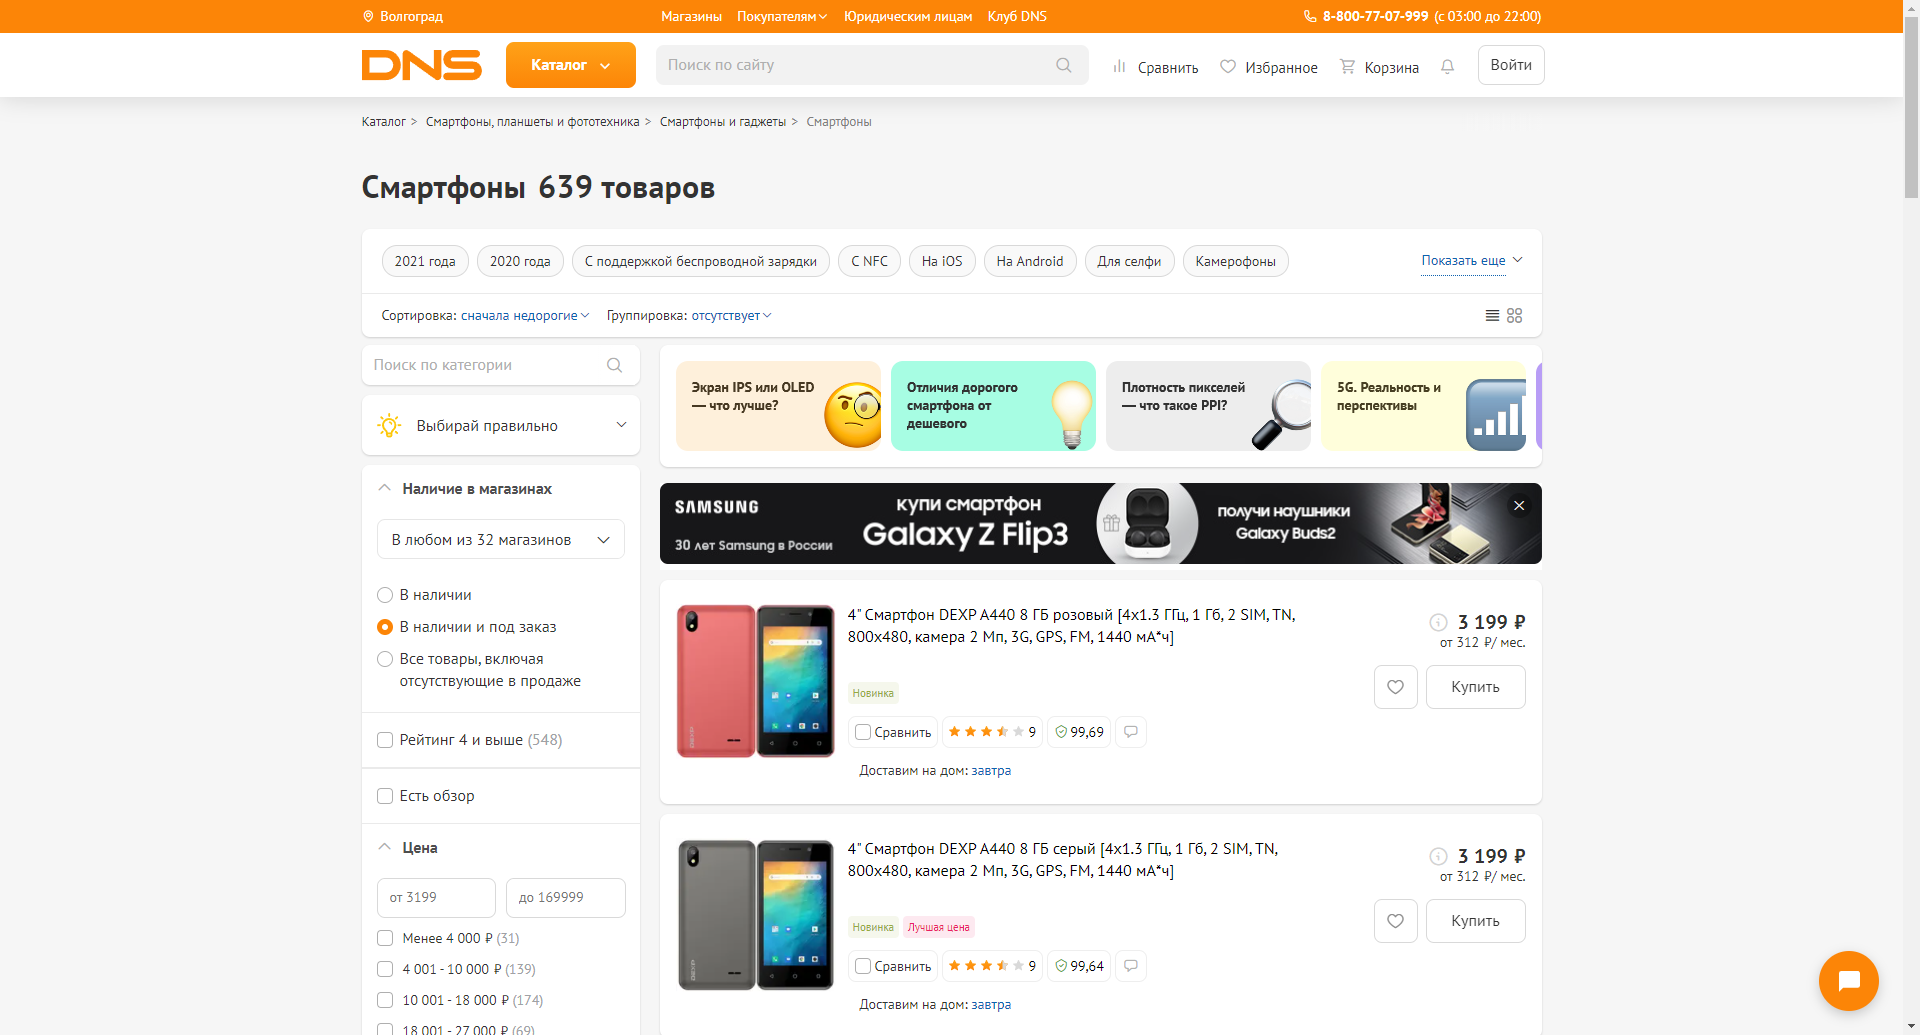 Волгоград
Магазины Покупателям Юридическим лицам Клуб DNS
8-800-77-07-999 (с 03:00 до 22:00)
DNS
Каталог
Поиск по сайту
Сравнить
Избранное
Корзина
Войти
Каталог > Смартфоны, планшеты и фототехника > Смартфоны и гаджеты > Смартфоны
Смартфоны 639 товаров
2021 года
2020 года
С поддержкой беспроводной зарядки
С NFC
На iOS
На Android
Для селфи
Камерофоны
Показать еще
Сортировка: сначала недорогие
Группировка: отсутствует
Поиск по категории
Выбирай правильно
Наличие в магазинах
В любом из 32 магазинов
В наличии
В наличии и под заказ
Все товары, включая
отсутствующие в продаже
Рейтинг 4 и выше (548)
Есть обзор
Цена
от 3199
до 169999
Менее 4 000 ₽ (31)
4 001 - 10 000 ₽ (139)
10 001 - 18 000 ₽ (174)
18 001 - 27 000 ₽ (69)
Экран IPS или OLED
— что лучше?
Отличия дорогого
смартфона от
дешевого
Плотность пикселей
— что такое PPI?
5G. Реальность и
перспективы
SAMSUNG
30 лет Samsung в России
купи смартфон
Galaxy Z Flip3
получи наушники
Galaxy Buds2
4" Смартфон DEXP A440 8 ГБ розовый [4x1.3 ГГц, 1 Гб, 2 SIM, TN,
800x480, камера 2 Мп, 3G, GPS, FM, 1440 мА*ч]
3 199 ₽
от 312 ₽/ мес.
Купить
Новинка
Сравнить
9
99,69
Доставим на дом: завтра
DEXP
4" Смартфон DEXP A440 8 ГБ серый [4x1.3 ГГц, 1 Гб, 2 SIM, TN,
800x480, камера 2 Мп, 3G, GPS, FM, 1440 мА*ч]
3 199 ₽
от 312 ₽/ мес.
Купить
Новинка
Лучшая цена
Сравнить
9
99,64
Доставим на дом: завтра
DEXP